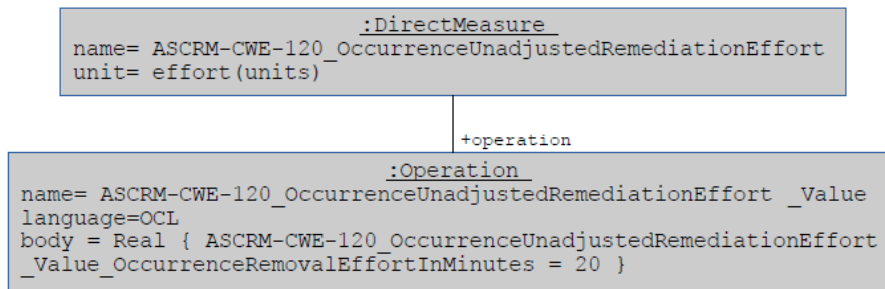 :DirectMeasure
name= ASCRM-CWE-120_OccurrenceUnadjustedRemediationEffort
unit= effort(units)
+operation
:Operation
name= ASCRM-CWE-120_OccurrenceUnadjustedRemediationEffort _Value
language=OCL
body = Real { ASCRM-CWE-120_OccurrenceUnadjustedRemediationEffort
_Value_OccurrenceRemovalEffortInMinutes = 20 }